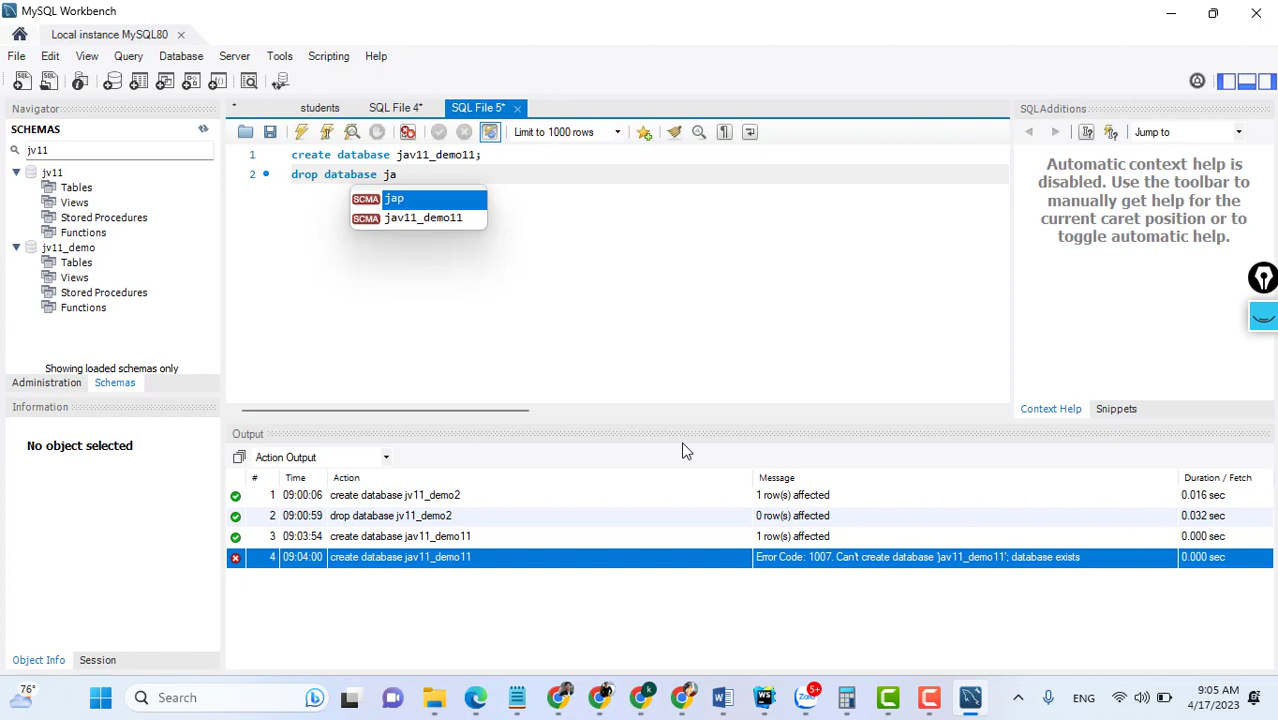 MySQL Workbench
Local instance MySQL80
File Edit View Query Database Server Tools Scripting Help
Navigator
SCHEMAS
jv11
jv11
Tables
Views
Stored Procedures
Functions
jv11_demo
Tables
Views
Stored Procedures
Functions
Showing loaded schemas only
Administration Schemas
Information
No object selected
Object Info Session
* students SQL File 4* SQL File 5*
Limit to 1000 rows
1 create database jav11_demo11;
2 drop database ja
SCMA jap
SCMA jav11_demo11
SQL Additions
Jump to
Automatic context help is
disabled. Use the toolbar to
manually get help for the
current caret position or to
toggle automatic help.
Context Help Snippets
Output
Action Output
# Time Action Message Duration / Fetch
1 09:00:06 create database jv11_demo2 1 row(s) affected 0.016 sec
2 09:00:59 drop database jv11_demo2 0 row(s) affected 0.032 sec
3 09:03:54 create database jav11_demo11 1 row(s) affected 0.000 sec
4 09:04:00 create database jav11_demo11 Error Code: 1007. Can't create database 'jav11_demo11'; database exists 0.000 sec
76°
Search
k
5+
ENG
9:05 AM
4/17/2023